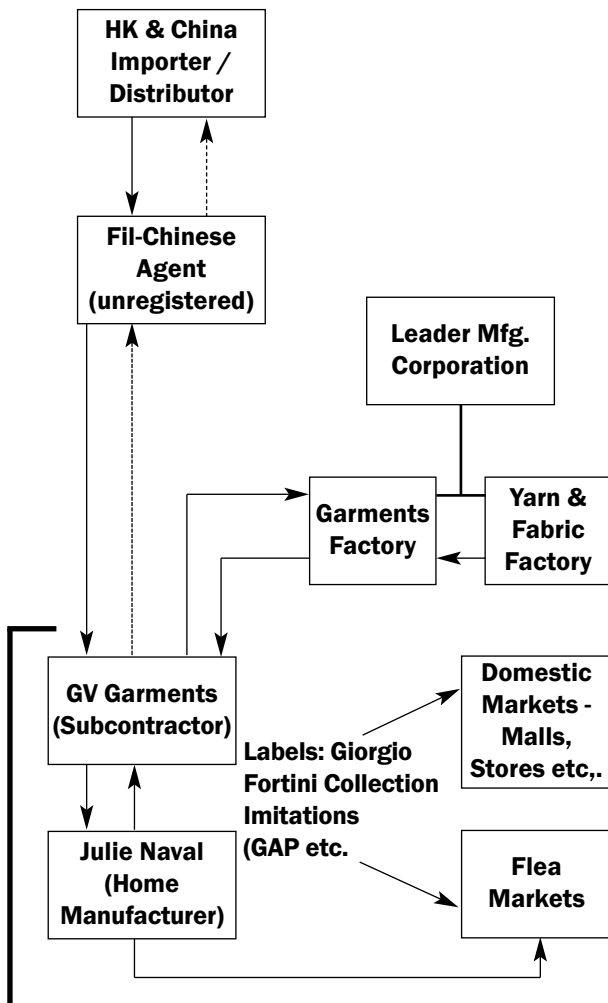 HK & China
Importer /
Distributor
Fil-Chinese
Agent
(unregistered)
Leader Mfg.
Corporation
Garments
Factory
Yarn &
Fabric
Factory
GV Garments
(Subcontractor)
Domestic
Markets -
Malls,
Stores etc,.
Labels: Giorgio
Fortini Collection
Imitations
(GAP etc.
Julie Naval
(Home
Manufacturer)
Flea
Markets